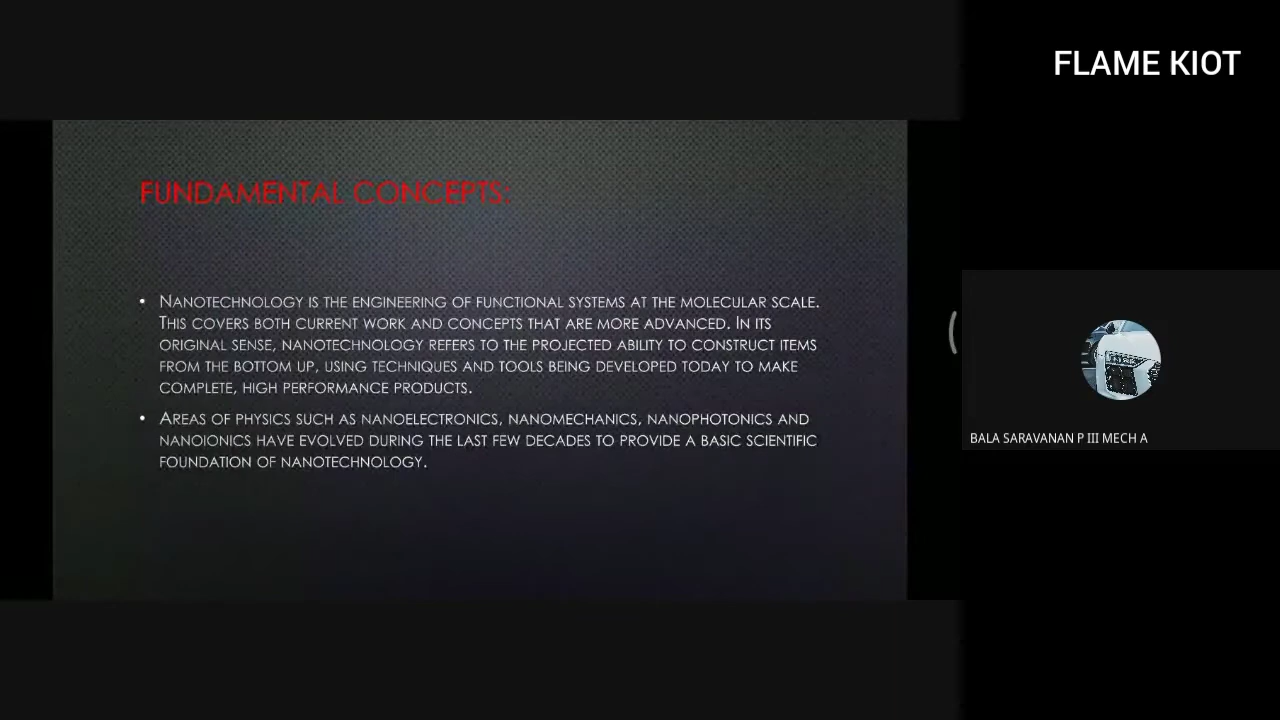 FLAME KIOT
FUNDAMENTAL CONCEPTS:
• NANOTECHNOLOGY IS THE ENGINEERING OF FUNCTIONAL SYSTEMS AT THE MOLECULAR SCALE.
THIS COVERS BOTH CURRENT WORK AND CONCEPTS THAT ARE MORE ADVANCED. IN ITS
ORIGINAL SENSE, NANOTECHNOLOGY REFERS TO THE PROJECTED ABILITY TO CONSTRUCT ITEMS
FROM THE BOTTOM UP, USING TECHNIQUES AND TOOLS BEING DEVELOPED TODAY TO MAKE
COMPLETE, HIGH PERFORMANCE PRODUCTS.
• AREAS OF PHYSICS SUCH AS NANOELECTRONICS, NANOMECHANICS, NANOPHOTONICS AND
NANOIONICS HAVE EVOLVED DURING THE LAST FEW DECADES TO PROVIDE A BASIC SCIENTIFIC
FOUNDATION OF NANOTECHNOLOGY.
BALA SARAVANAN P III MECH A